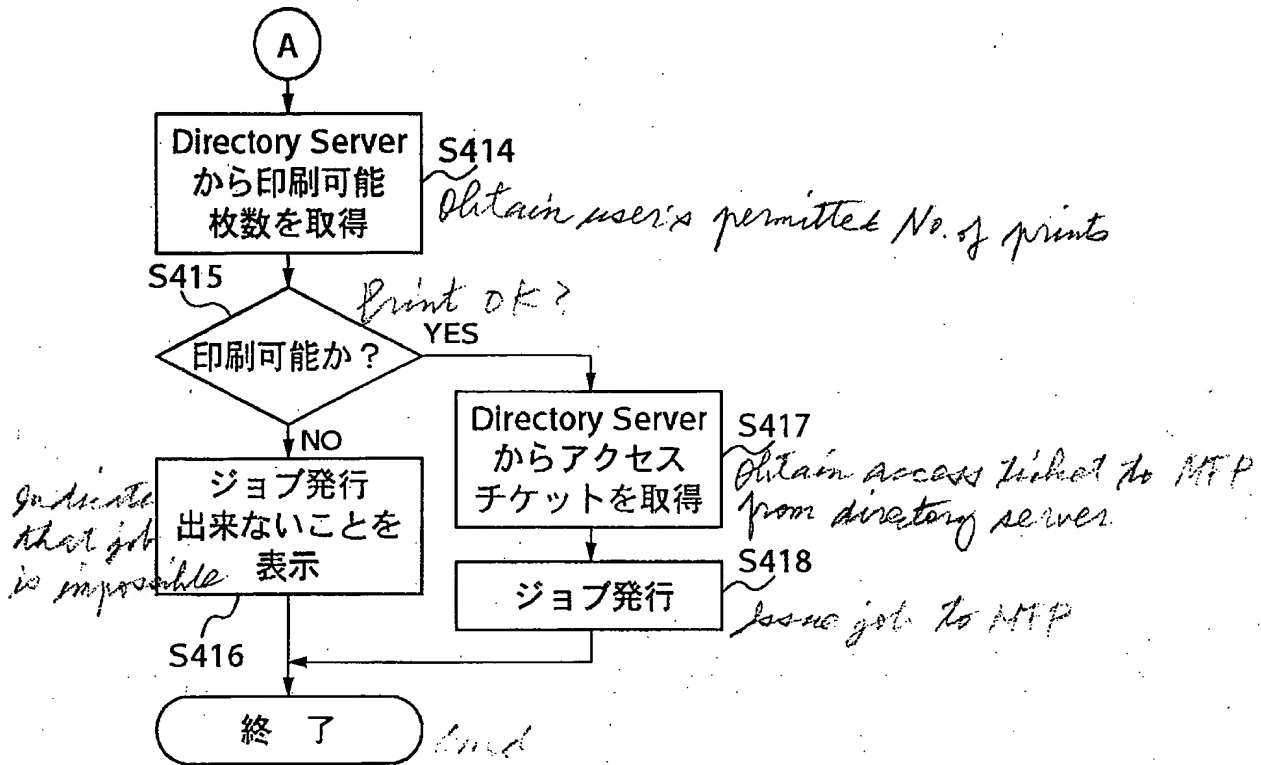 A
Directory Server
から印刷可能
枚数を取得
S414
Obtain user's permitted No. of prints
S415
Print OK?
印刷可能か？
YES
NO
Directory Server
からアクセス
チケットを取得
S417
Obtain access ticket to MFP
from directory server
ジョブ発行
出来ないことを
表示
Indicate
that job
is impossible
S416
ジョブ発行
S418
Issue job to MFP
終 了
End